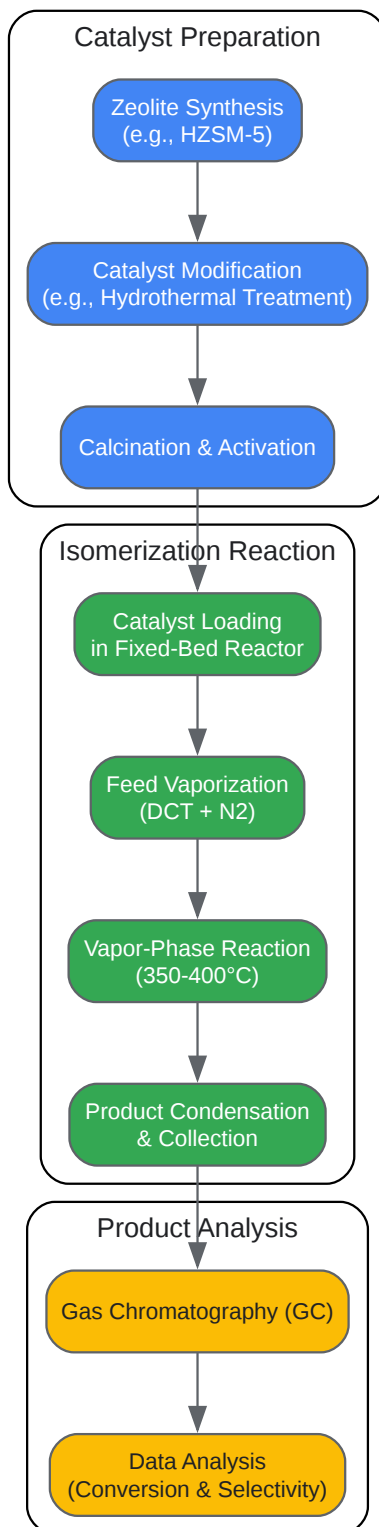 Catalyst Preparation
Zeolite Synthesis
(e.g., HZSM-5)
Catalyst Modification
(e.g., Hydrothermal Treatment)
Calcination & Activation
Isomerization Reaction
Catalyst Loading
in Fixed-Bed Reactor
Feed Vaporization
(DCT + N2)
Vapor-Phase Reaction
(350-400°C)
Product Condensation
& Collection
Product Analysis
Gas Chromatography (GC)
Data Analysis
(Conversion & Selectivity)